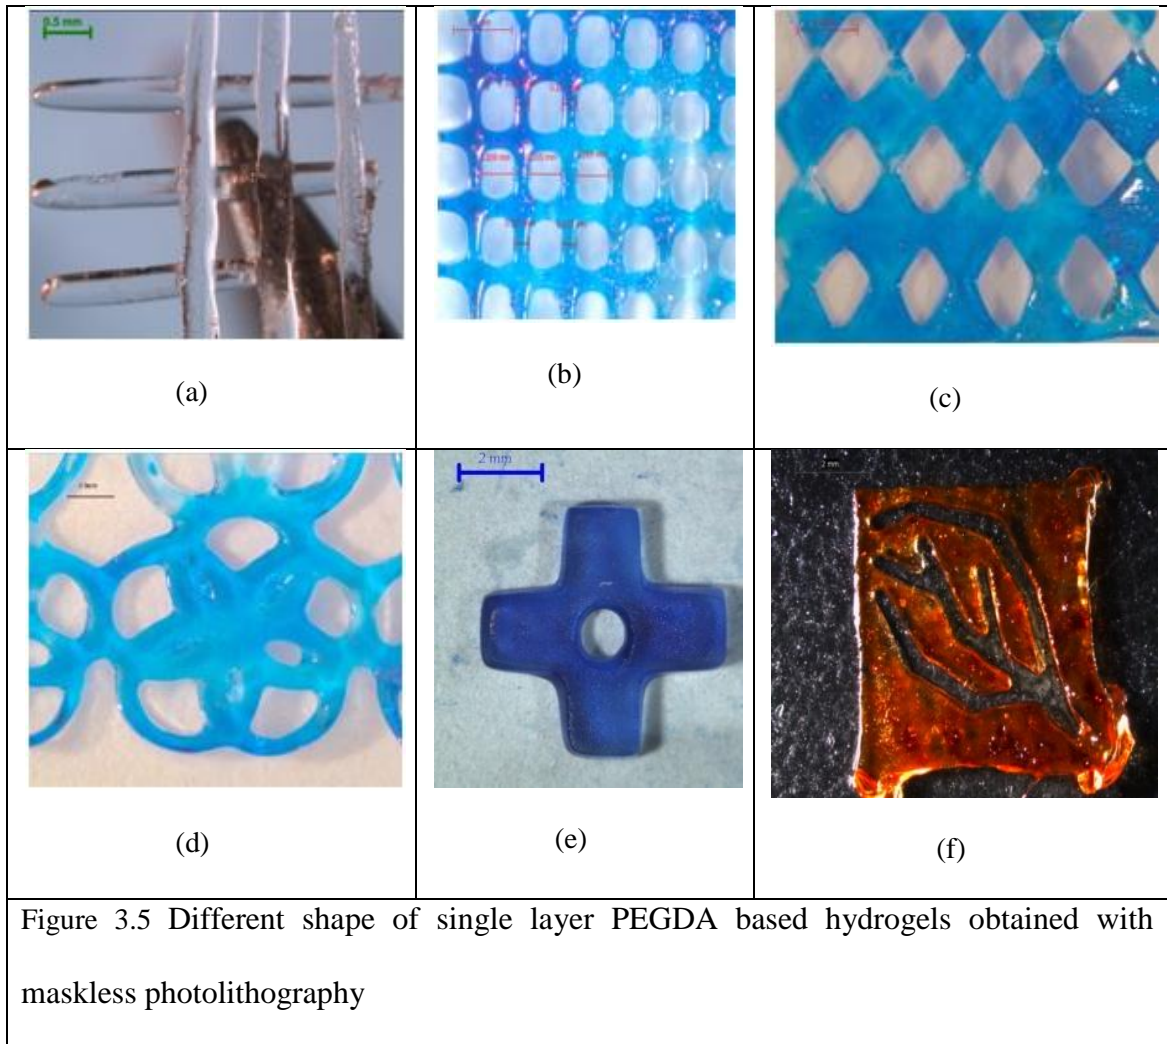 0.5 mm
(a)
(b)
(c)
(d)
2 mm
(e)
2 mm
(f)
Figure 3.5 Different shape of single layer PEGDA based hydrogels obtained with
maskless photolithography